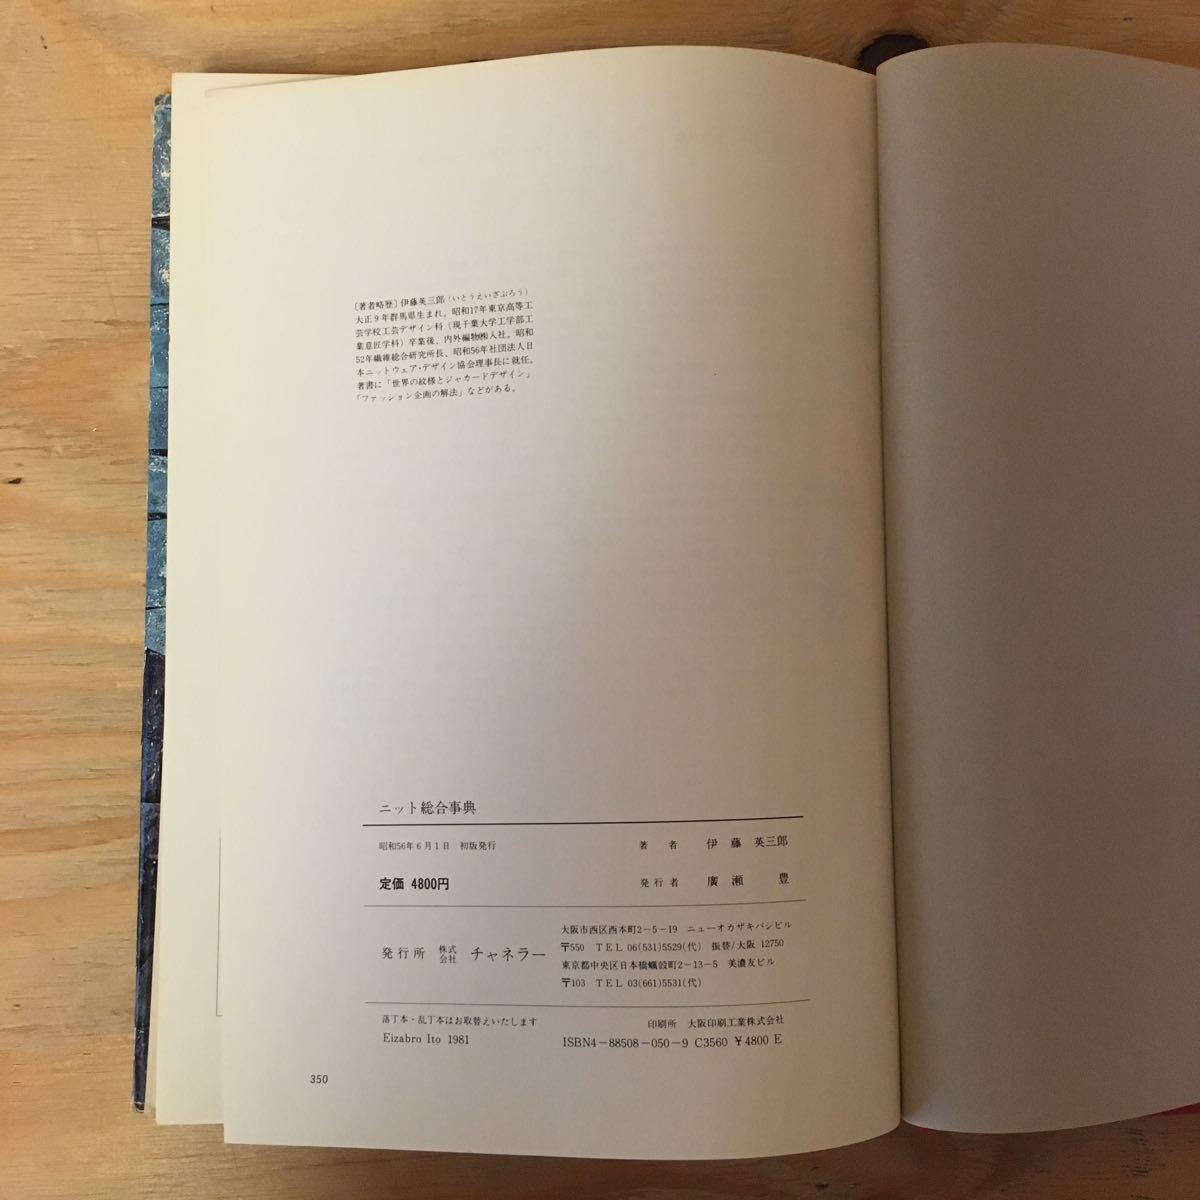 〔著者略歴〕伊藤英三郎（いとうえいざぶろう）
大正9年群馬県生まれ。昭和17年東京高等工
芸学校工芸デザイン科（現千葉大学工学部工
業意匠学科）卒業後、内外編物㈱入社。昭和
52年繊維総合研究所長、昭和56年社団法人日
本ニットウェア・デザイン協会理事長に就任。
著書に「世界の紋様とジャカードデザイン」
「ファッション企画の解法」などがある。
ニット総合事典
昭和56年6月1日 初版発行
著者 伊藤 英三郎
定価 4800円
発行者 廣瀬 豊
発行所 株式会社 チャネラー
大阪市西区西本町2－5－19 ニューオカザキバシビル
〒550 TEL 06(531)5529(代) 振替/大阪 12750
東京都中央区日本橋蠣殻町2－13－5 美濃友ビル
〒103 TEL 03(661)5531(代)
落丁本・乱丁本はお取替えいたします
印刷所 大阪印刷工業株式会社
Eizabro Ito 1981
ISBN4－88508－050－9 C3560 ￥4800 E
350